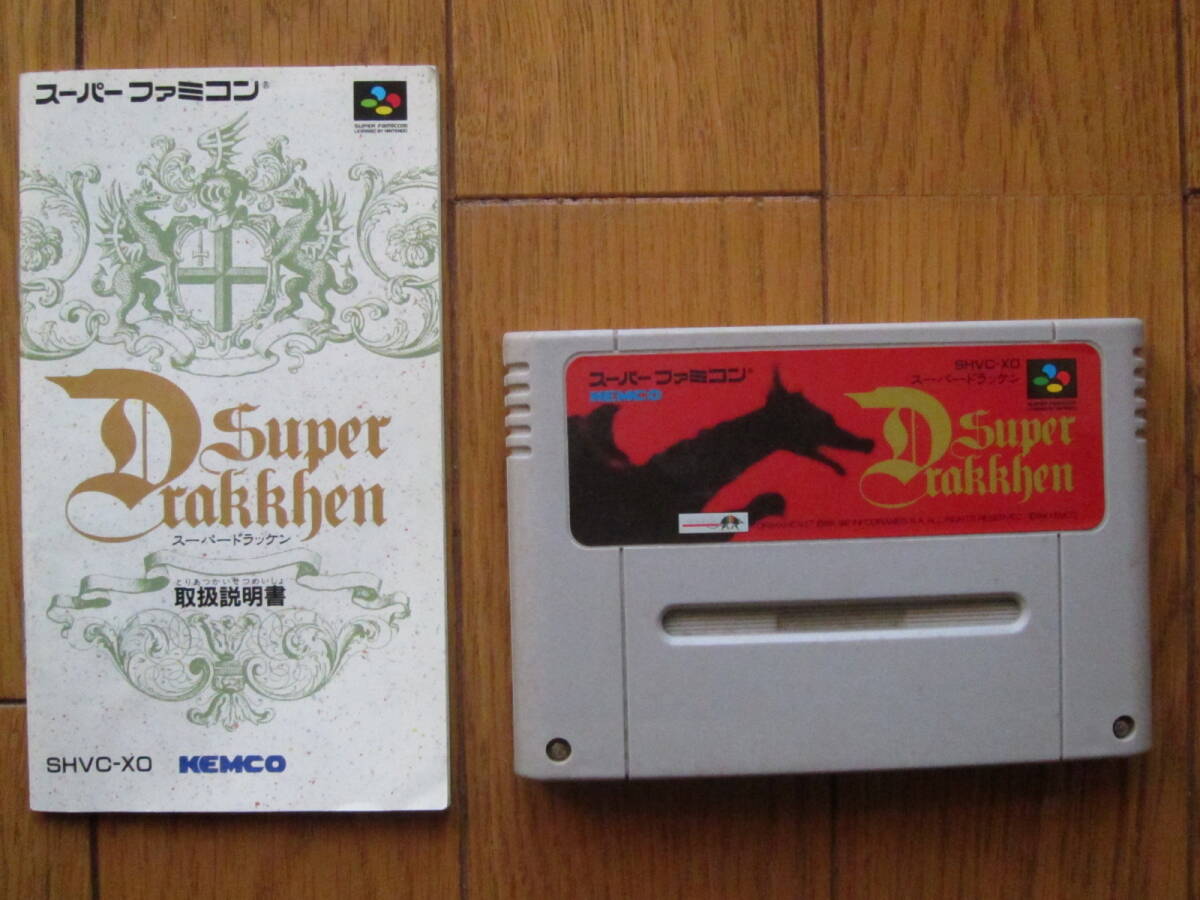 スーパーファミコン®
SUPER FAMICOM
LICENSED BY NINTENDO
Super
Drakkhen
スーパードラッケン
とりあつかいせつめいしょ
取扱説明書
SHVC-XO KEMCO
スーパーファミコン®
KEMCO
SHVC-XO
スーパードラッケン
Super
Drakkhen